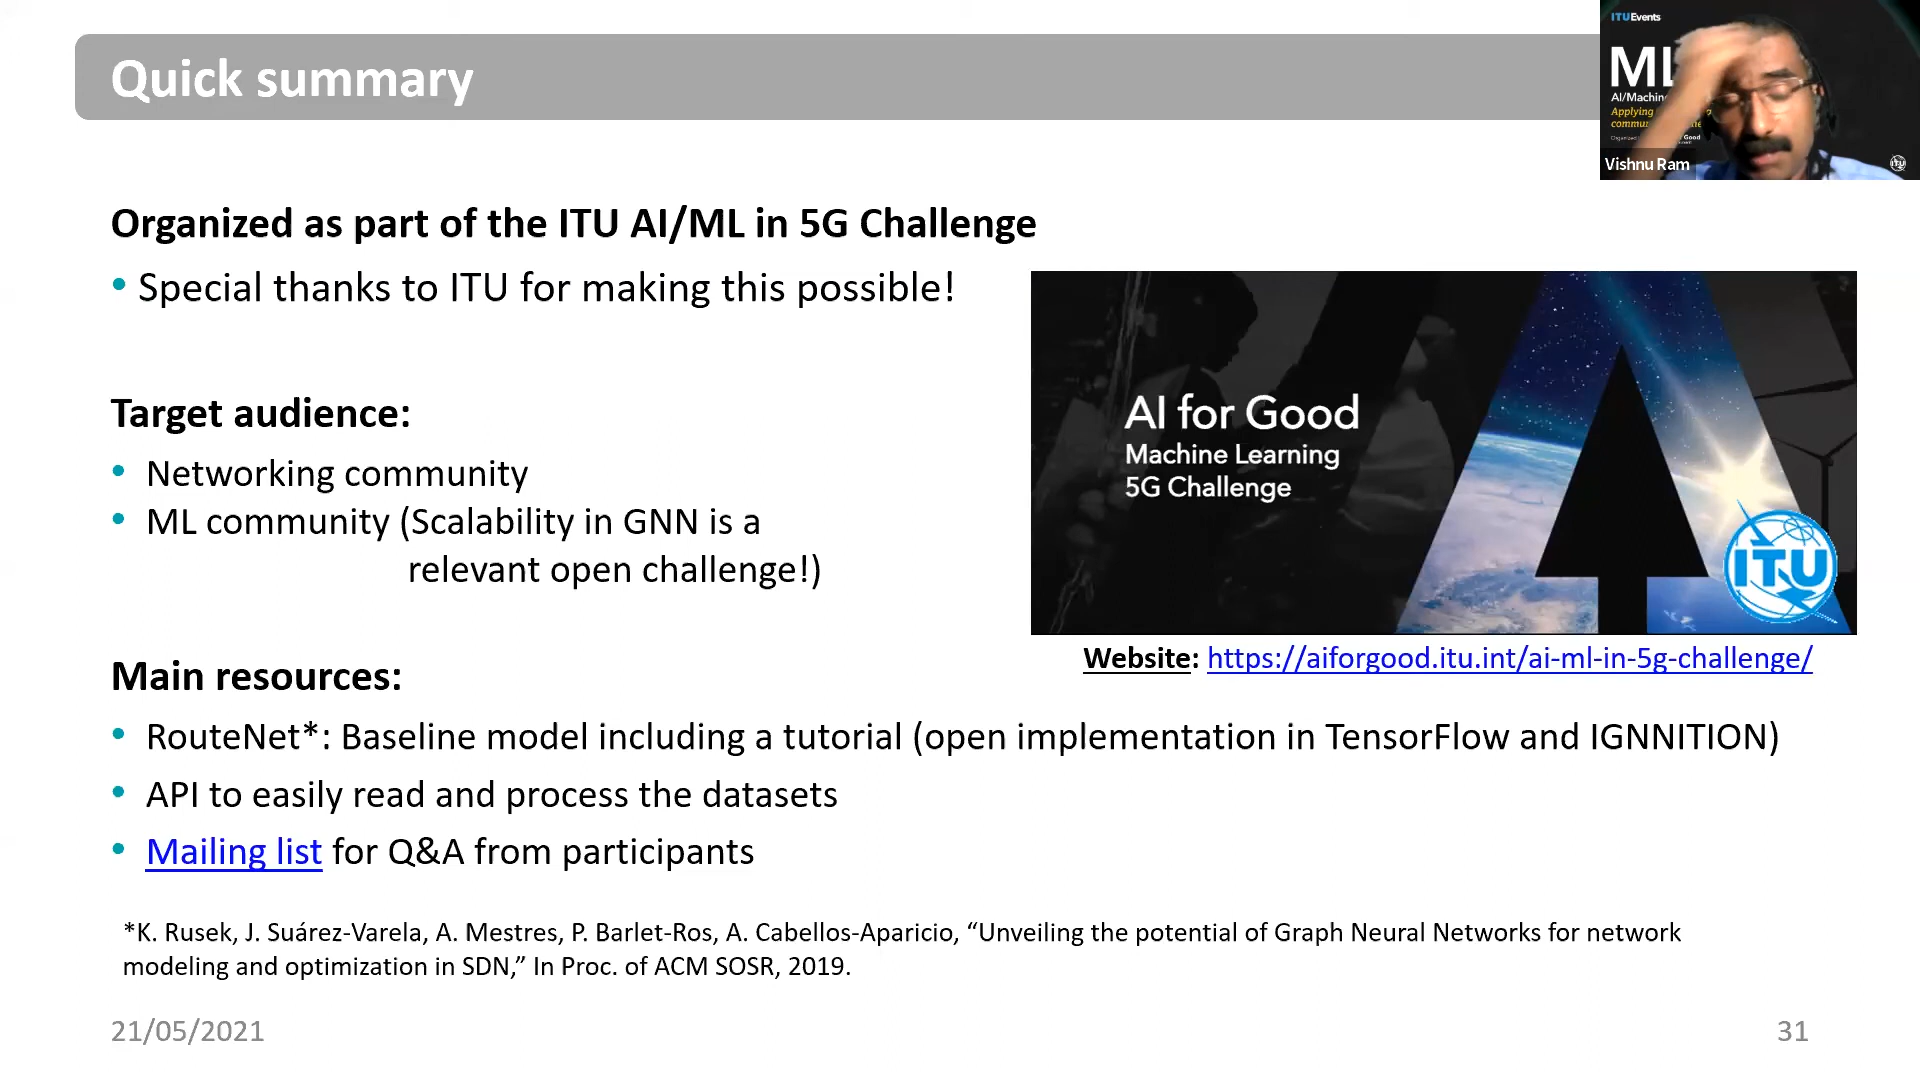 Quick summary
ITUEvents
ML
AI/Machin
Applying
commun
Vishnu Ram
Organized as part of the ITU AI/ML in 5G Challenge
• Special thanks to ITU for making this possible!
Target audience:
• Networking community
• ML community (Scalability in GNN is a
relevant open challenge!)
AI for Good
Machine Learning
5G Challenge
ITU
Website: https://aiforgood.itu.int/ai-ml-in-5g-challenge/
Main resources:
• RouteNet*: Baseline model including a tutorial (open implementation in TensorFlow and IGNNITION)
• API to easily read and process the datasets
• Mailing list for Q&A from participants
*K. Rusek, J. Suárez-Varela, A. Mestres, P. Barlet-Ros, A. Cabellos-Aparicio, “Unveiling the potential of Graph Neural Networks for network
modeling and optimization in SDN,” In Proc. of ACM SOSR, 2019.
21/05/2021
31